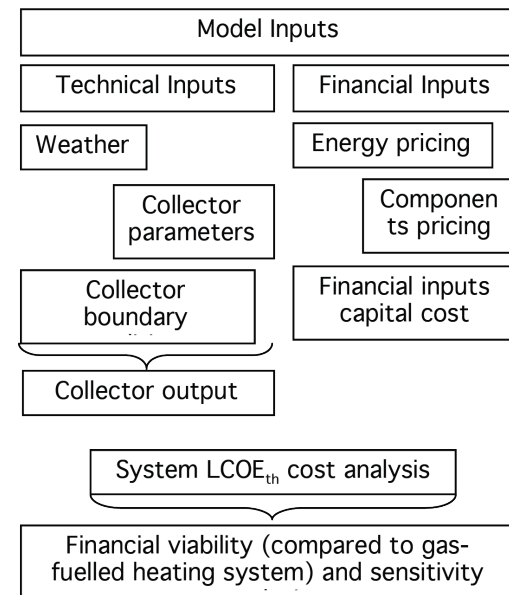 Model Inputs
Technical Inputs
Financial Inputs
Weather
Energy pricing
Collector
parameters
Componen
ts pricing
Collector
boundary
Financial inputs
capital cost
Collector output
System LCOEth cost analysis
Financial viability (compared to gas-
fuelled heating system) and sensitivity